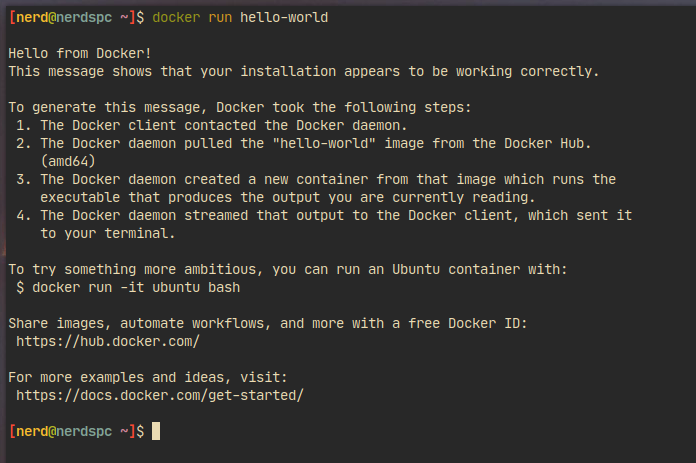 [nerd@nerdspc ~]$ docker run hello-world
Hello from Docker!
This message shows that your installation appears to be working correctly.
To generate this message, Docker took the following steps:
1. The Docker client contacted the Docker daemon.
2. The Docker daemon pulled the "hello-world" image from the Docker Hub.
(amd64)
3. The Docker daemon created a new container from that image which runs the
executable that produces the output you are currently reading.
4. The Docker daemon streamed that output to the Docker client, which sent it
to your terminal.
To try something more ambitious, you can run an Ubuntu container with:
$ docker run -it ubuntu bash
Share images, automate workflows, and more with a free Docker ID:
https://hub.docker.com/
For more examples and ideas, visit:
https://docs.docker.com/get-started/
[nerd@nerdspc ~]$